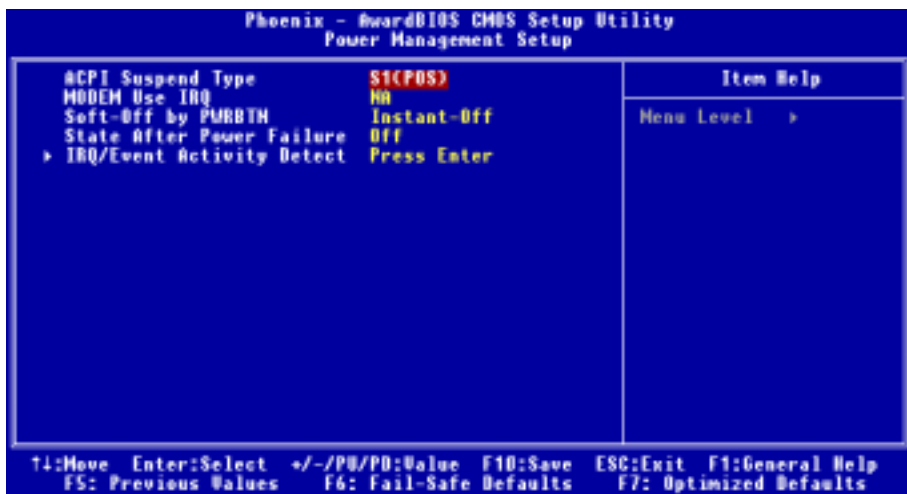 Phoenix - AwardBIOS CMOS Setup Utility
Power Management Setup
ACPI Suspend Type S1(POS)
MODEM Use IRQ NA
Soft-Off by PWRBTN Instant-Off
State After Power Failure Off
▸ IRQ/Event Activity Detect Press Enter
Item Help
Menu Level ▸
↑↓:Move Enter:Select +/-/PU/PD:Value F10:Save ESC:Exit F1:General Help
F5: Previous Values F6: Fail-Safe Defaults F7: Optimized Defaults